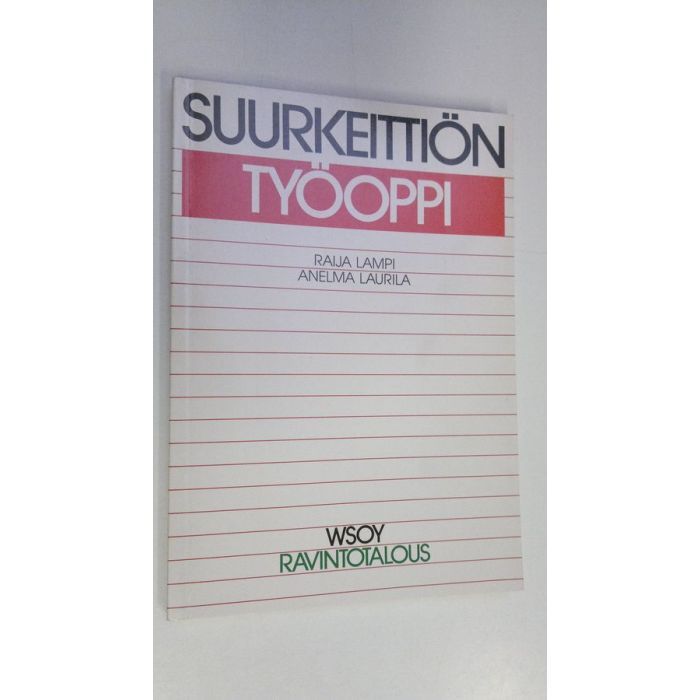 SUURKEITTIÖN
TYÖOPPI
RAIJA LAMPI
ANELMA LAURILA
WSOY
RAVINTOTALOUS